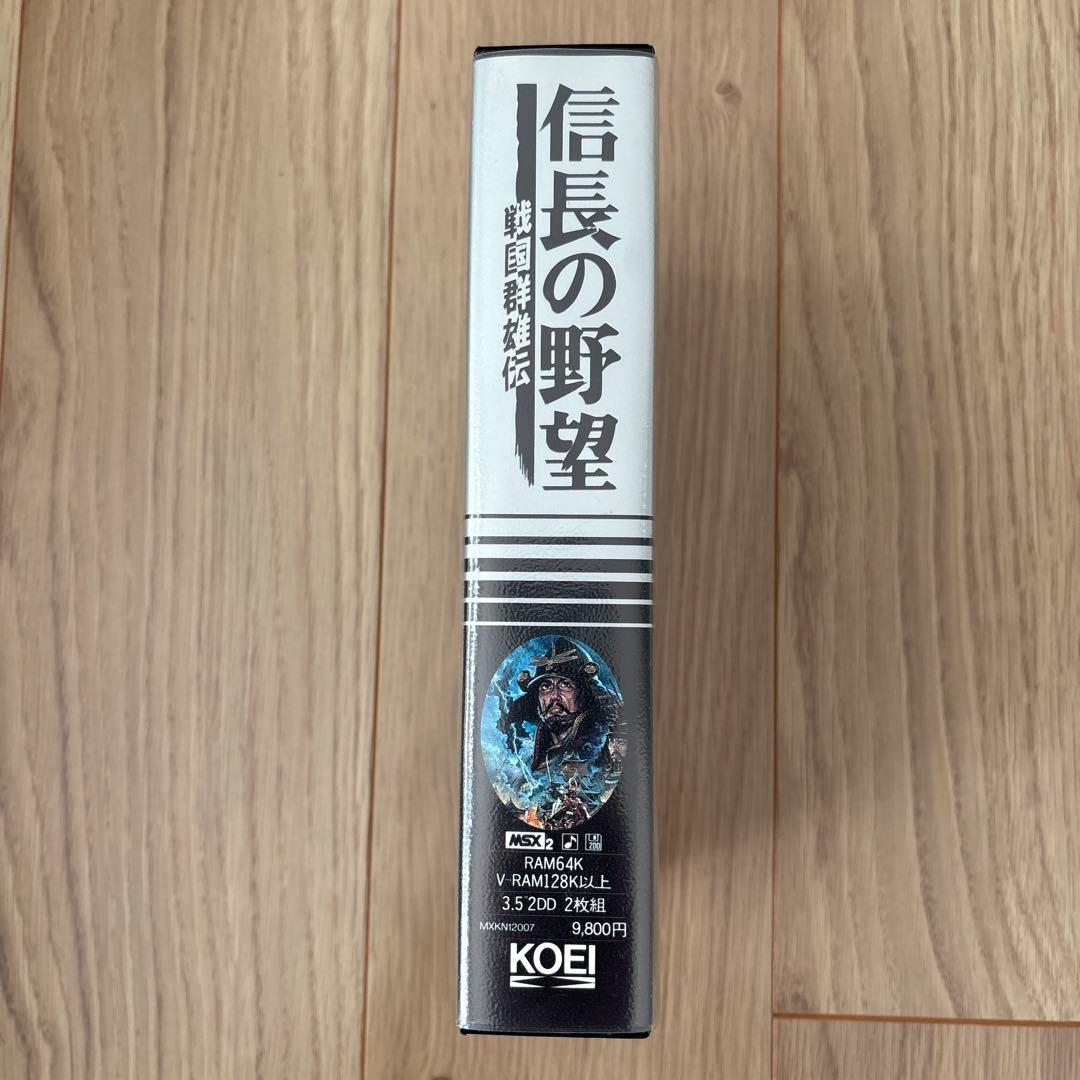 信長の野望
戦国群雄伝
MSX2
2DD
RAM64K
V-RAM128K以上
3.5"2DD 2枚組
MXKN12007 9,800円
KOEI